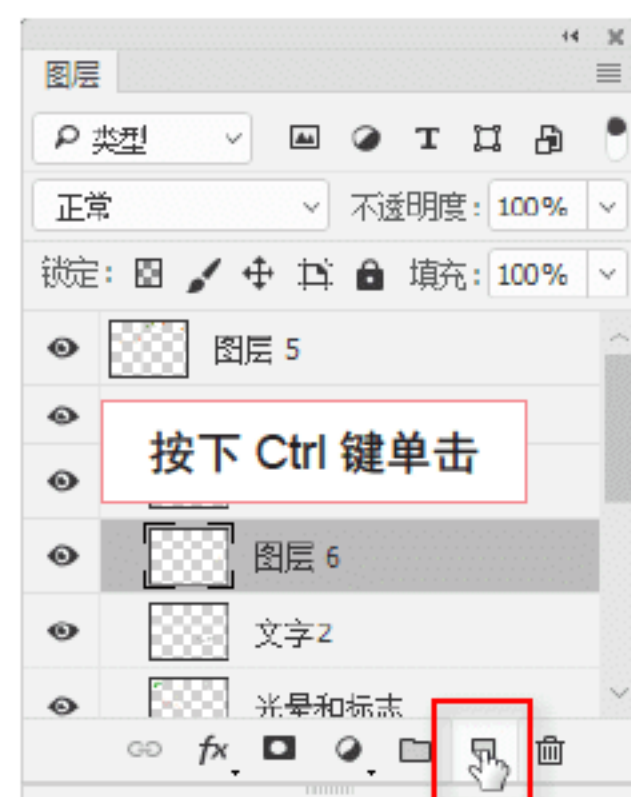 图层
类型
正常 不透明度: 100%
锁定: 填充: 100%
图层 5
按下 Ctrl 键单击
图层 6
文字2
光晕和标志
fx